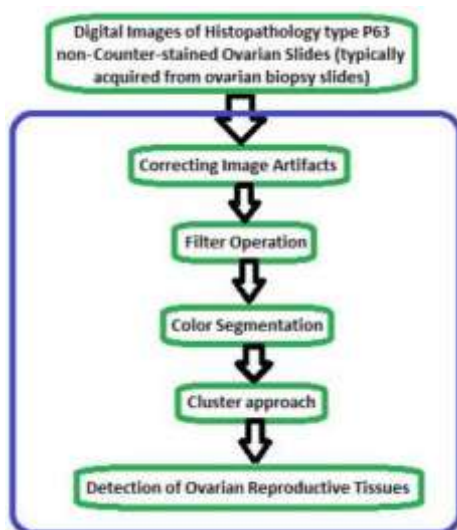 Digital Images of Histopathology type P63
non-Counter-stained Ovarian Slides (typically
acquired from ovarian biopsy slides)
Correcting Image Artifacts
Filter Operation
Color Segmentation
Cluster approach
Detection of Ovarian Reproductive Tissues